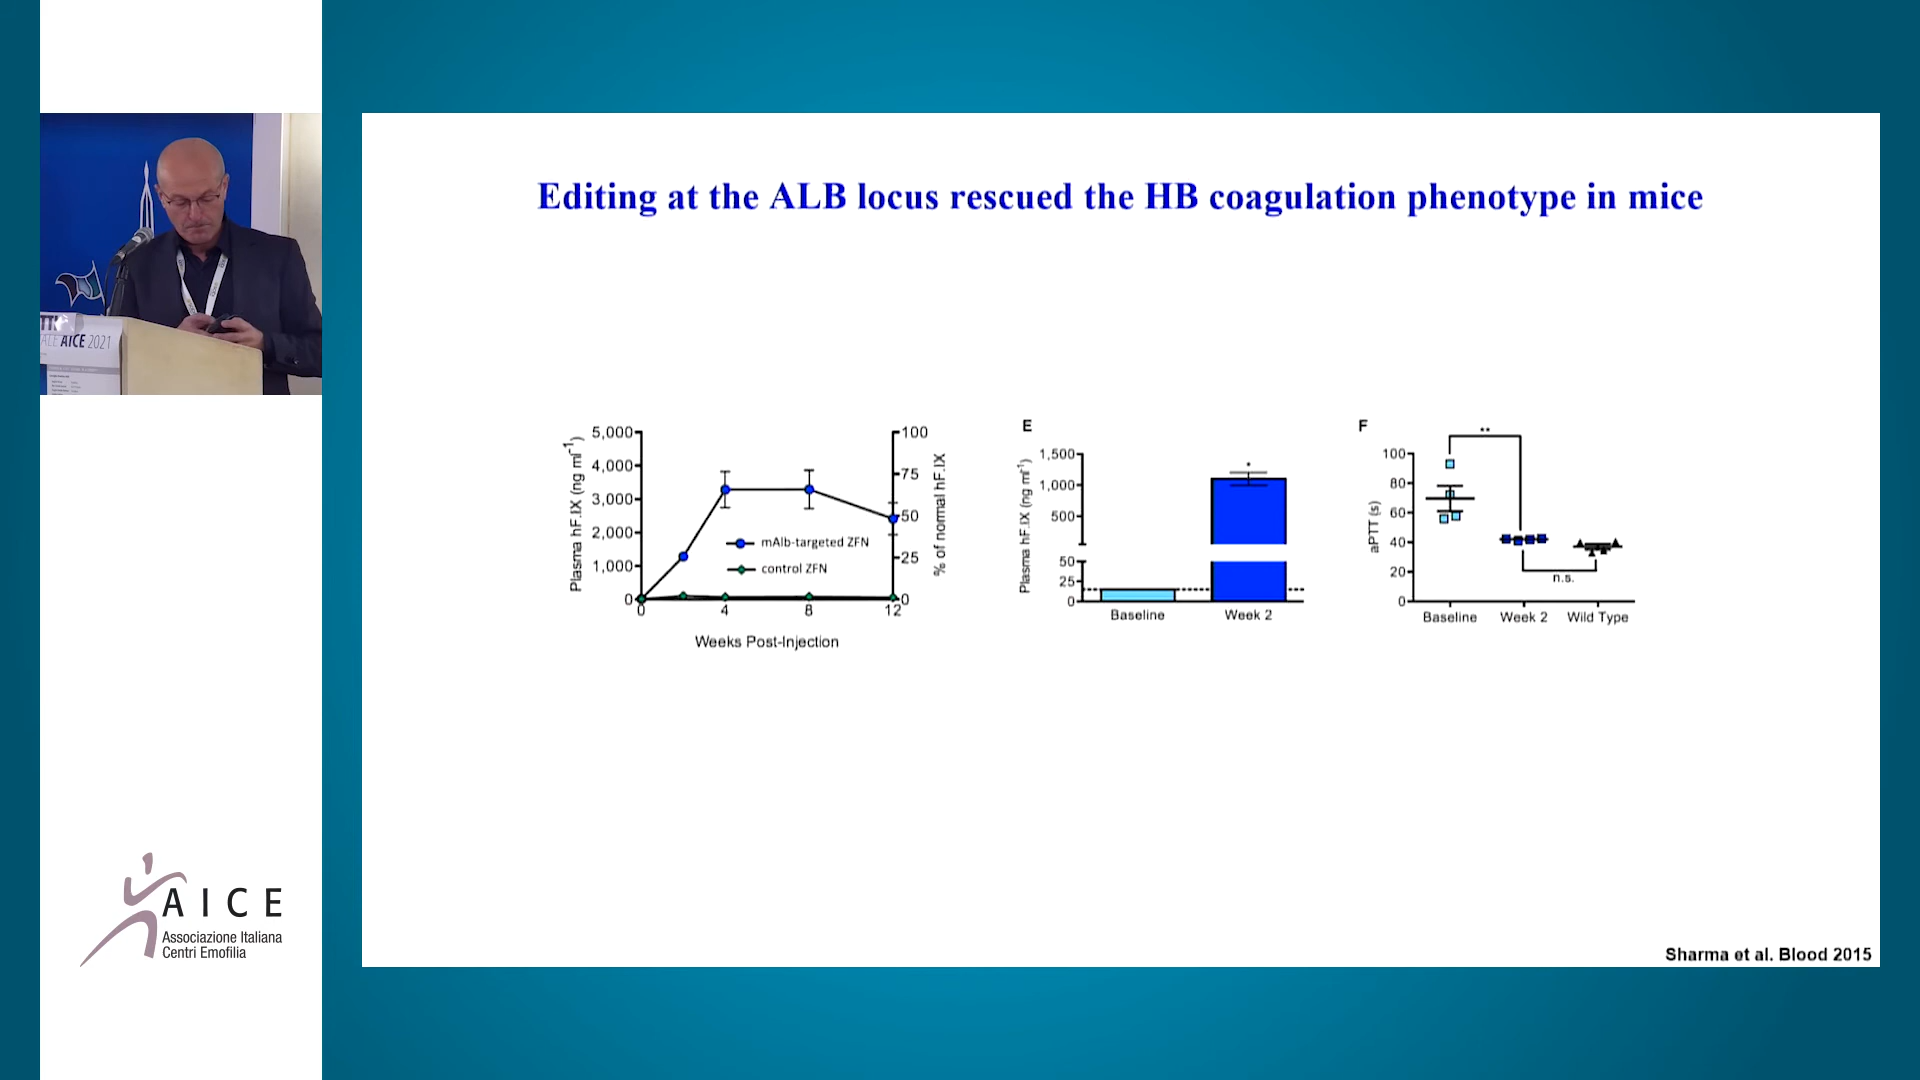 Editing at the ALB locus rescued the HB coagulation phenotype in mice
AICE 2021
5,000
4,000
3,000
2,000
1,000
0
Plasma hF.IX (ng ml-1)
100
75
50
25
0
% of normal hF.IX
mAlb-targeted ZFN
control ZFN
0 4 8 12
Weeks Post-Injection
E
1,500
1,000
500
50
25
0
Plasma hF.IX (ng ml-1)
*
Baseline Week 2
F
100
80
60
40
20
0
aPTT (s)
**
n.s.
Baseline Week 2 Wild Type
AICE
Associazione Italiana
Centri Emofilia
Sharma et al. Blood 2015